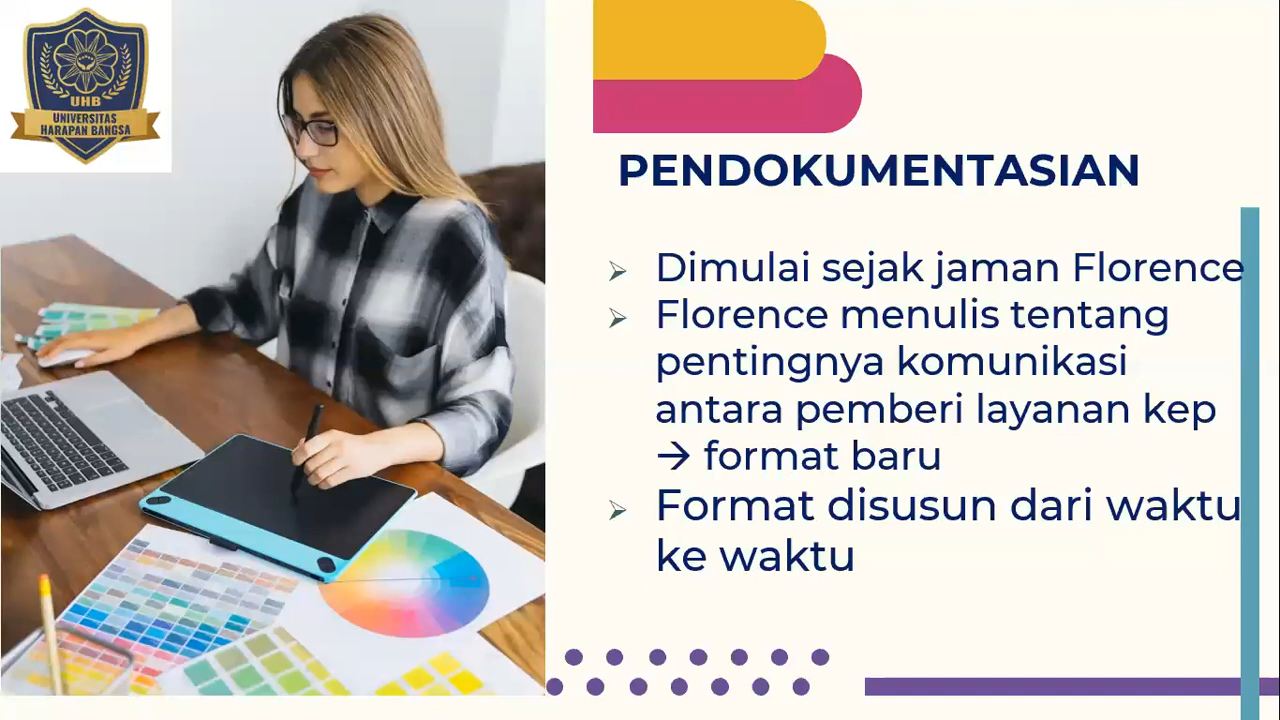 UHB
UNIVERSITAS
HARAPAN BANGSA
PENDOKUMENTASIAN
➢ Dimulai sejak jaman Florence
➢ Florence menulis tentang
pentingnya komunikasi
antara pemberi layanan kep
→ format baru
➢ Format disusun dari waktu
ke waktu